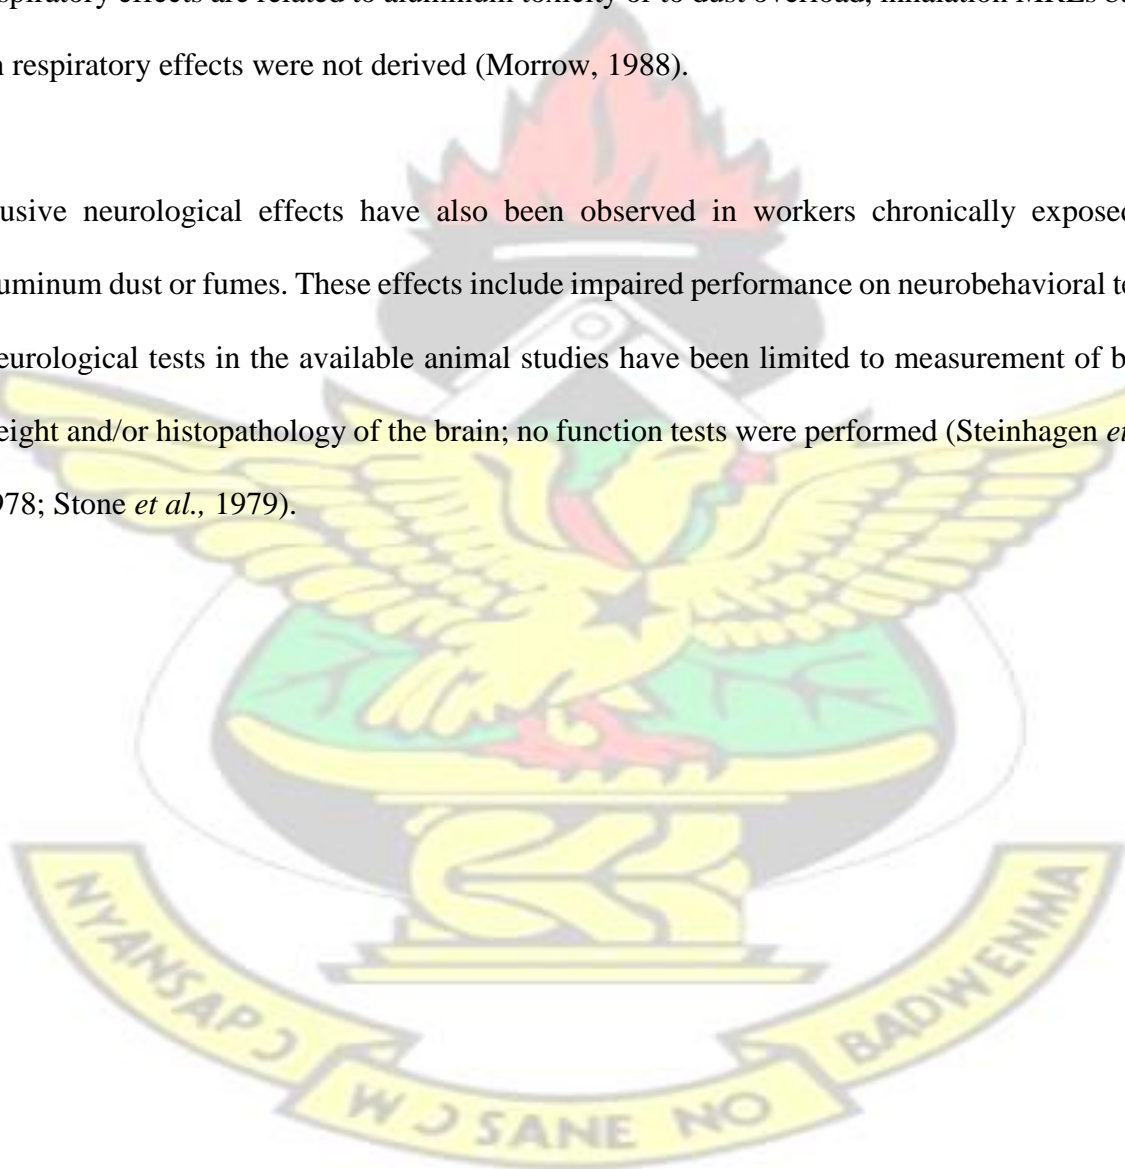 spiratory effects are related to aluminum toxicity or to dust overload, inhalation MRLs ba
n respiratory effects were not derived (Morrow, 1988).
usive neurological effects have also been observed in workers chronically exposed
uminum dust or fumes. These effects include impaired performance on neurobehavioral te
eurological tests in the available animal studies have been limited to measurement of b
eight and/or histopathology of the brain; no function tests were performed (Steinhagen et
978; Stone et al., 1979).
NYANSAPƆ
WƆSANE NO
BADWENMA